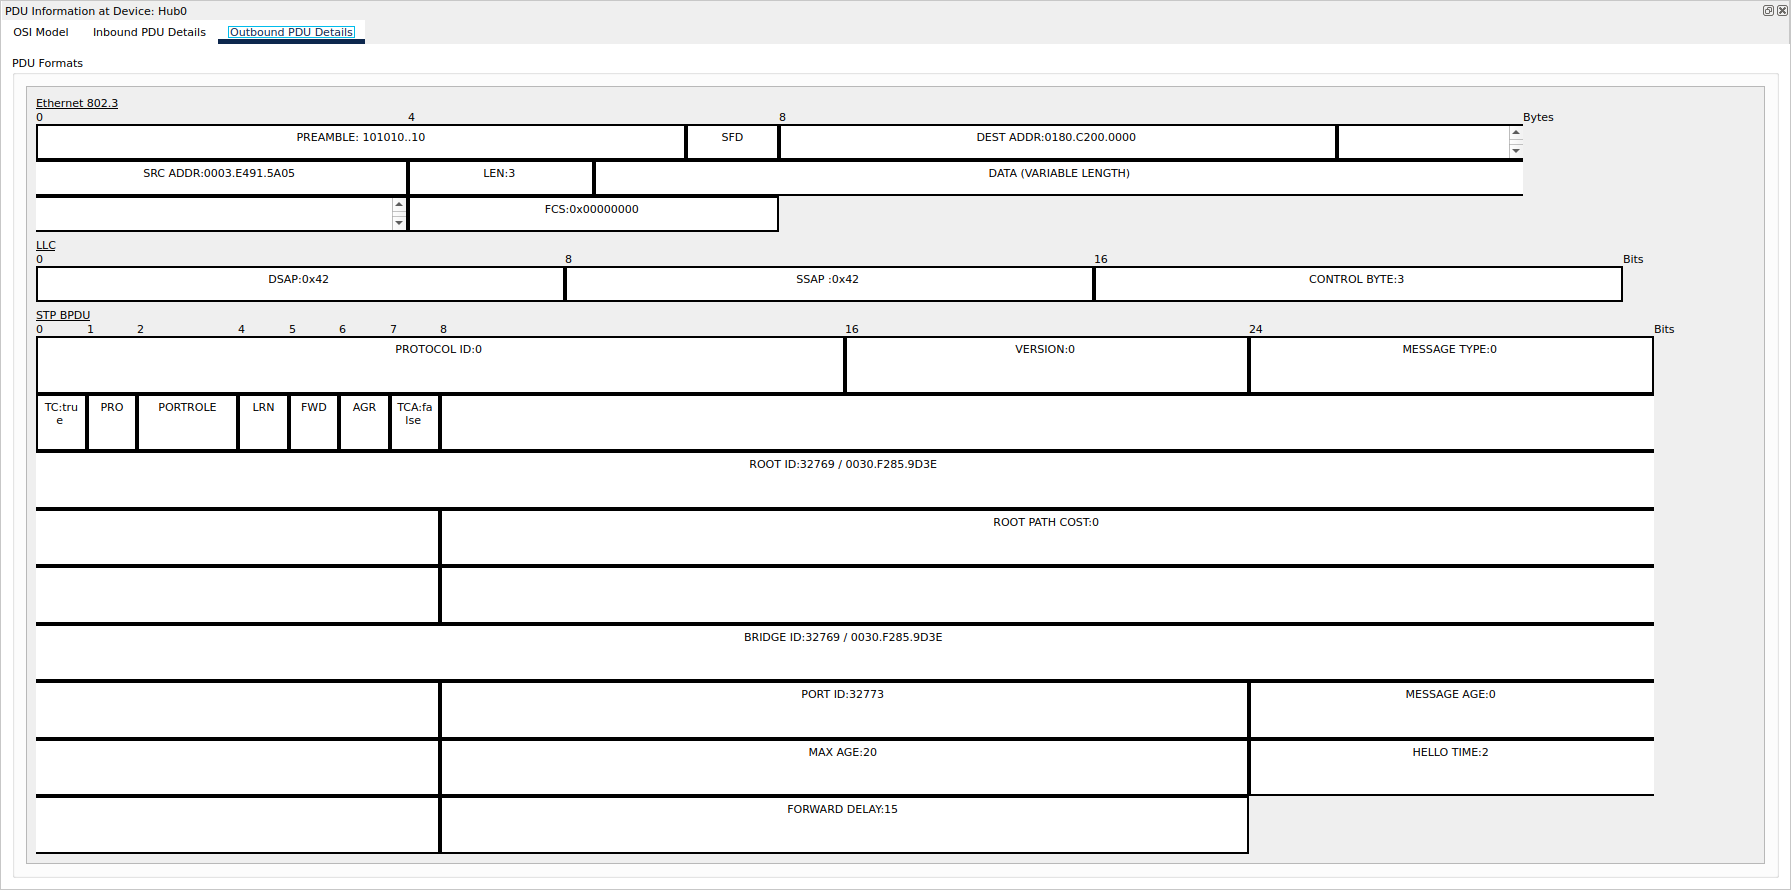 PDU Information at Device: Hub0
OSI Model Inbound PDU Details Outbound PDU Details
PDU Formats
Ethernet 802.3
0 4 8 Bytes
PREAMBLE: 101010..10 SFD DEST ADDR:0180.C200.0000
SRC ADDR:0003.E491.5A05 LEN:3 DATA (VARIABLE LENGTH)
FCS:0x00000000
LLC
0 8 16 Bits
DSAP:0x42 SSAP :0x42 CONTROL BYTE:3
STP BPDU
0 1 2 4 5 6 7 8 16 24 Bits
PROTOCOL ID:0 VERSION:0 MESSAGE TYPE:0
TC:tru PRO PORTROLE LRN FWD AGR TCA:fa
e lse
ROOT ID:32769 / 0030.F285.9D3E
ROOT PATH COST:0
BRIDGE ID:32769 / 0030.F285.9D3E
PORT ID:32773 MESSAGE AGE:0
MAX AGE:20 HELLO TIME:2
FORWARD DELAY:15